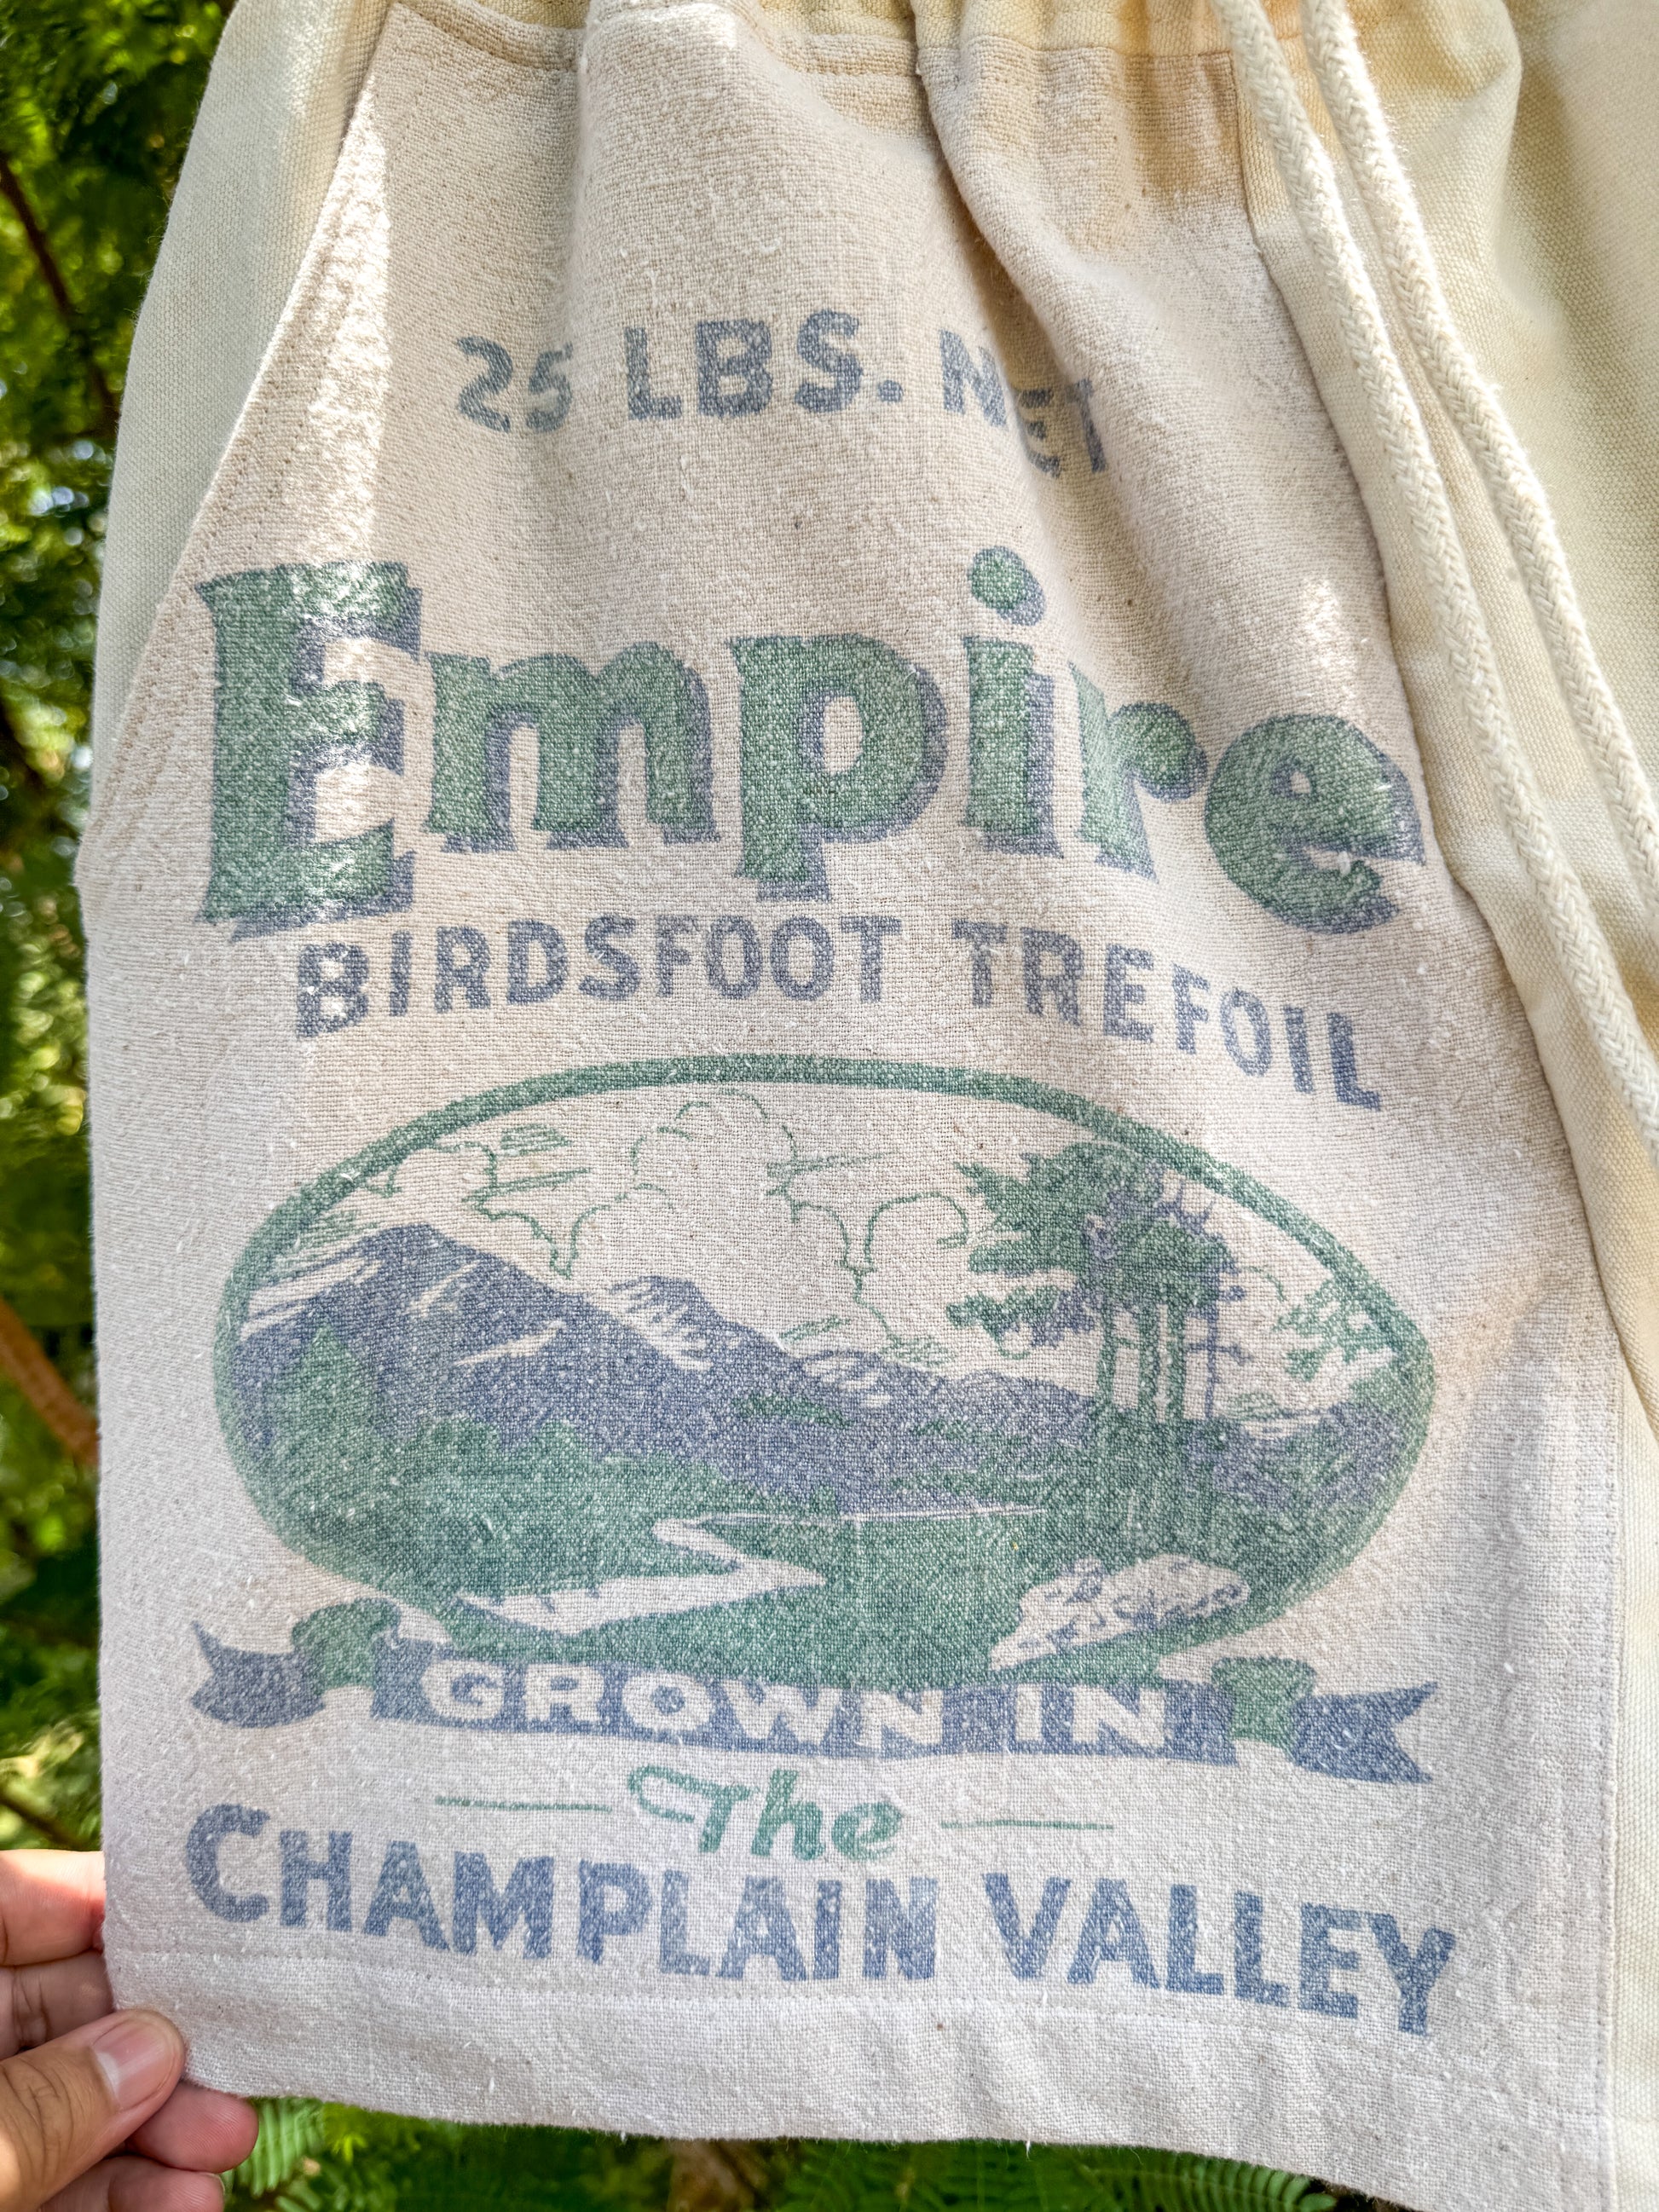 25 LBS. NET
Empire
BIRDSFOOT TREFOIL
GROWN IN
The
CHAMPLAIN VALLEY